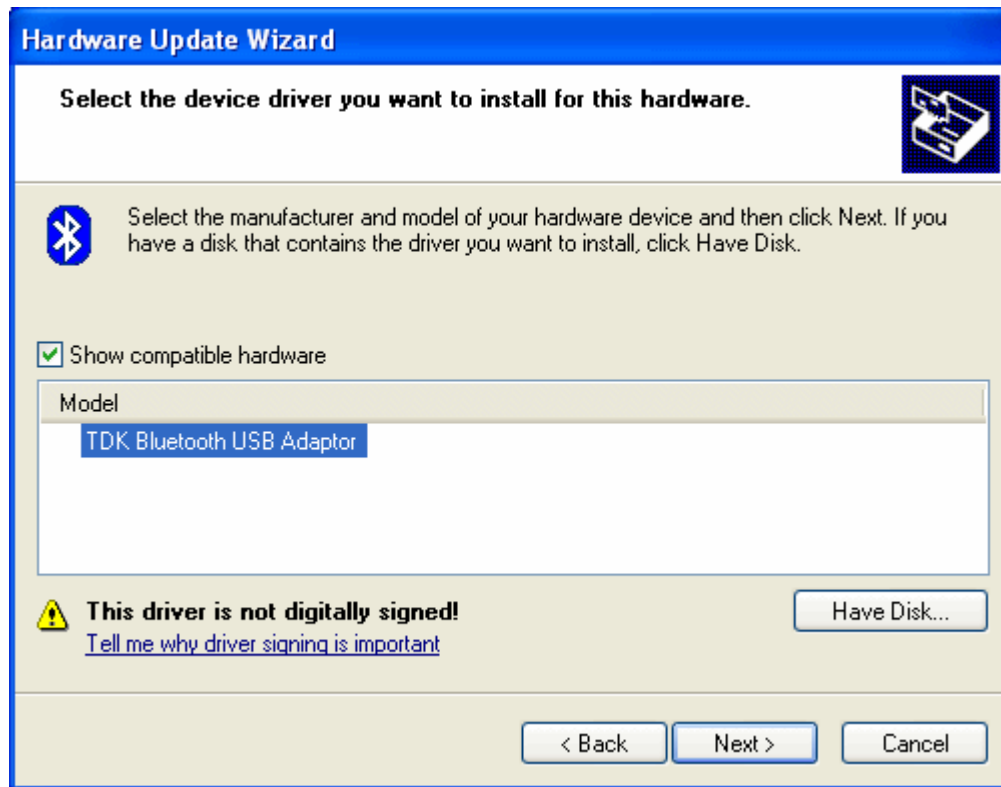 Hardware Update Wizard
Select the device driver you want to install for this hardware.
Select the manufacturer and model of your hardware device and then click Next. If you
have a disk that contains the driver you want to install, click Have Disk.
Show compatible hardware
Model
TDK Bluetooth USB Adaptor
This driver is not digitally signed!
Have Disk...
Tell me why driver signing is important
< Back Next > Cancel